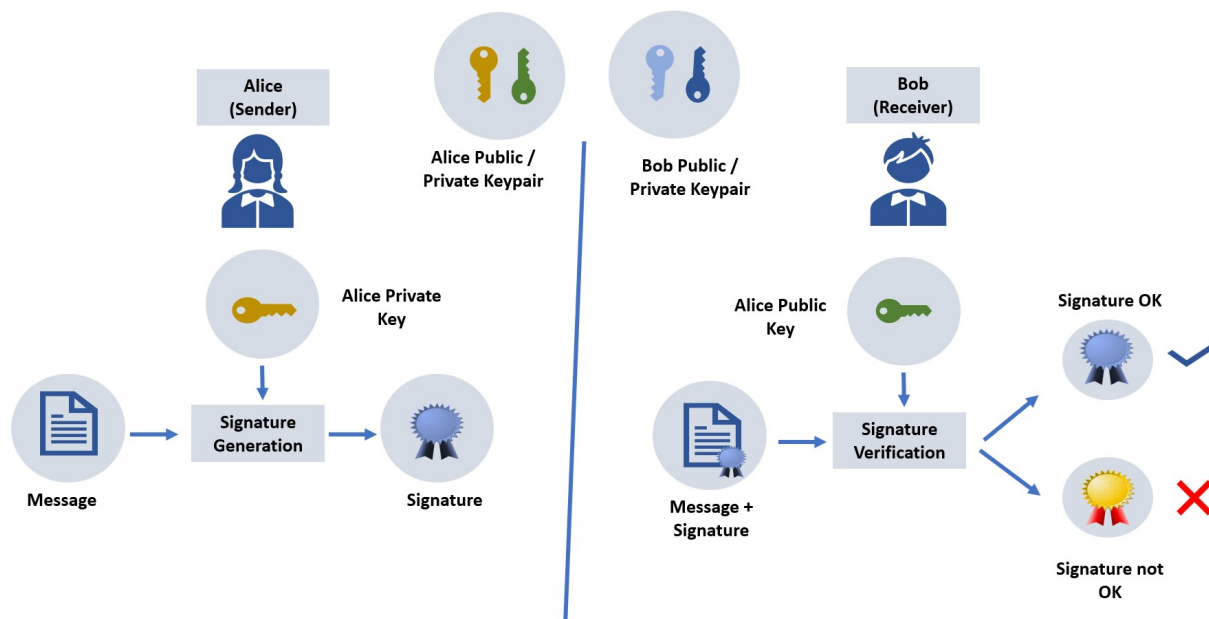 Alice
(Sender)
Alice Public /
Private Keypair
Alice Private
Key
Message
Signature
Generation
Signature
Bob Public /
Private Keypair
Bob
(Receiver)
Alice Public
Key
Message +
Signature
Signature
Verification
Signature OK
Signature not
OK